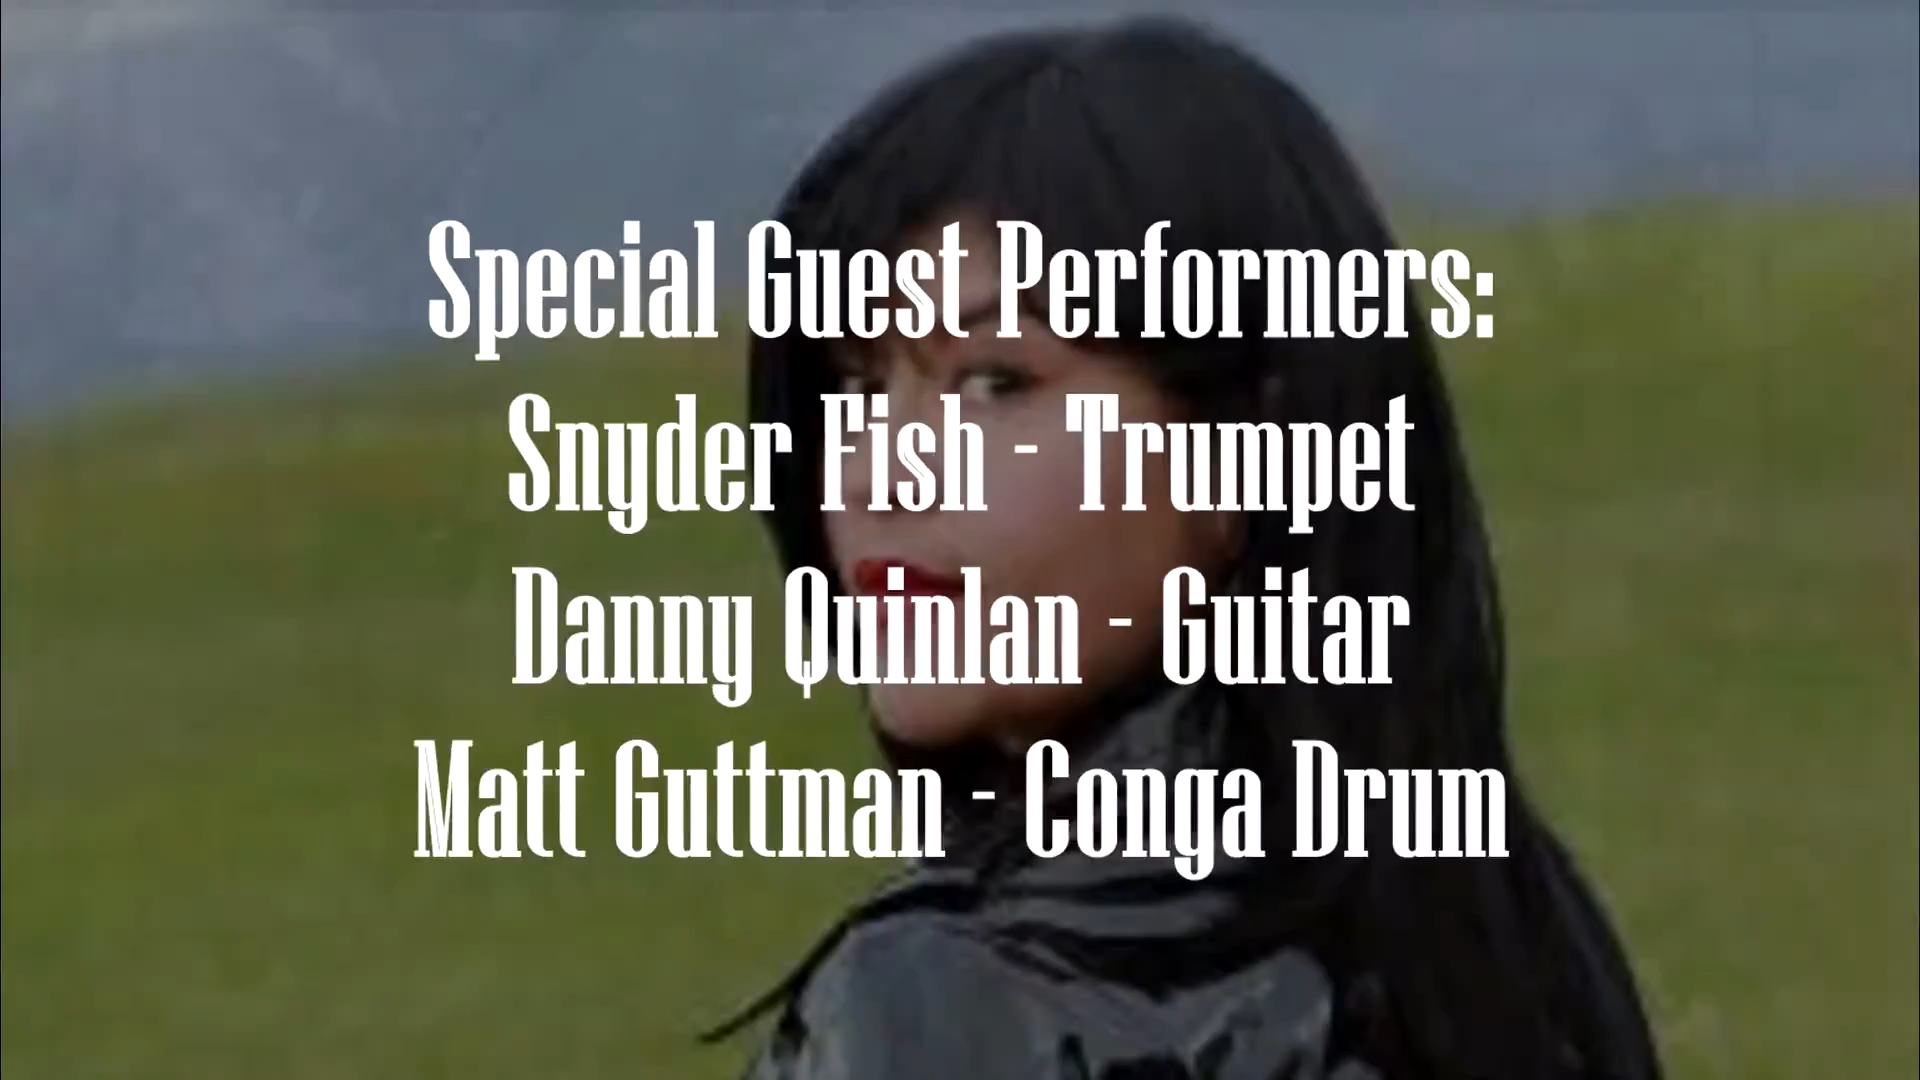 Special Guest Performers:
Snyder Fish - Trumpet
Danny Quinlan - Guitar
Matt Guttman - Conga Drum